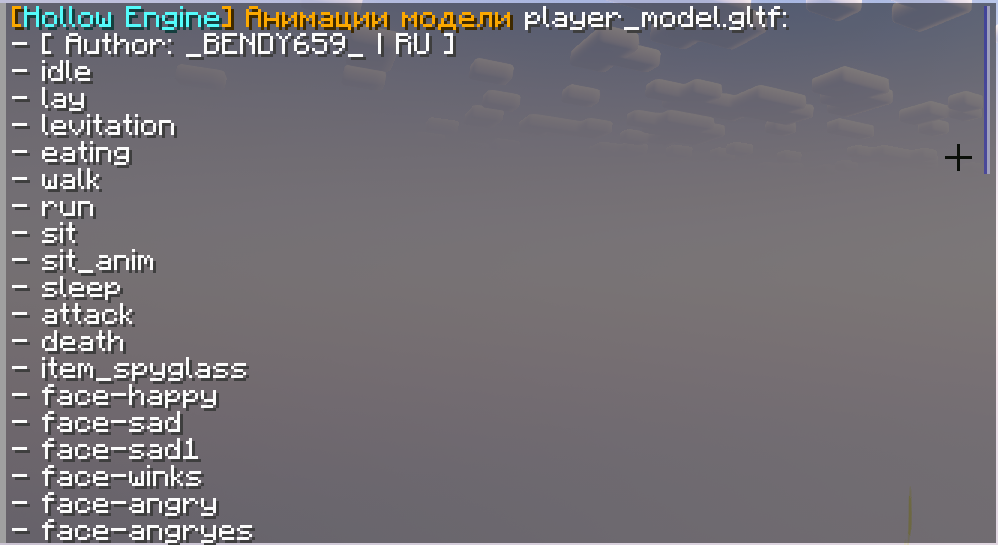 [Hollow Engine] Анимации модели player_model.gltf:
- [ Author: _BENDY659_ | RU ]
- idle
- lay
- levitation
- eating
- walk
- run
- sit
- sit_anim
- sleep
- attack
- death
- item_spyglass
- face-happy
- face-sad
- face-sad1
- face-winks
- face-angry
- face-angryes